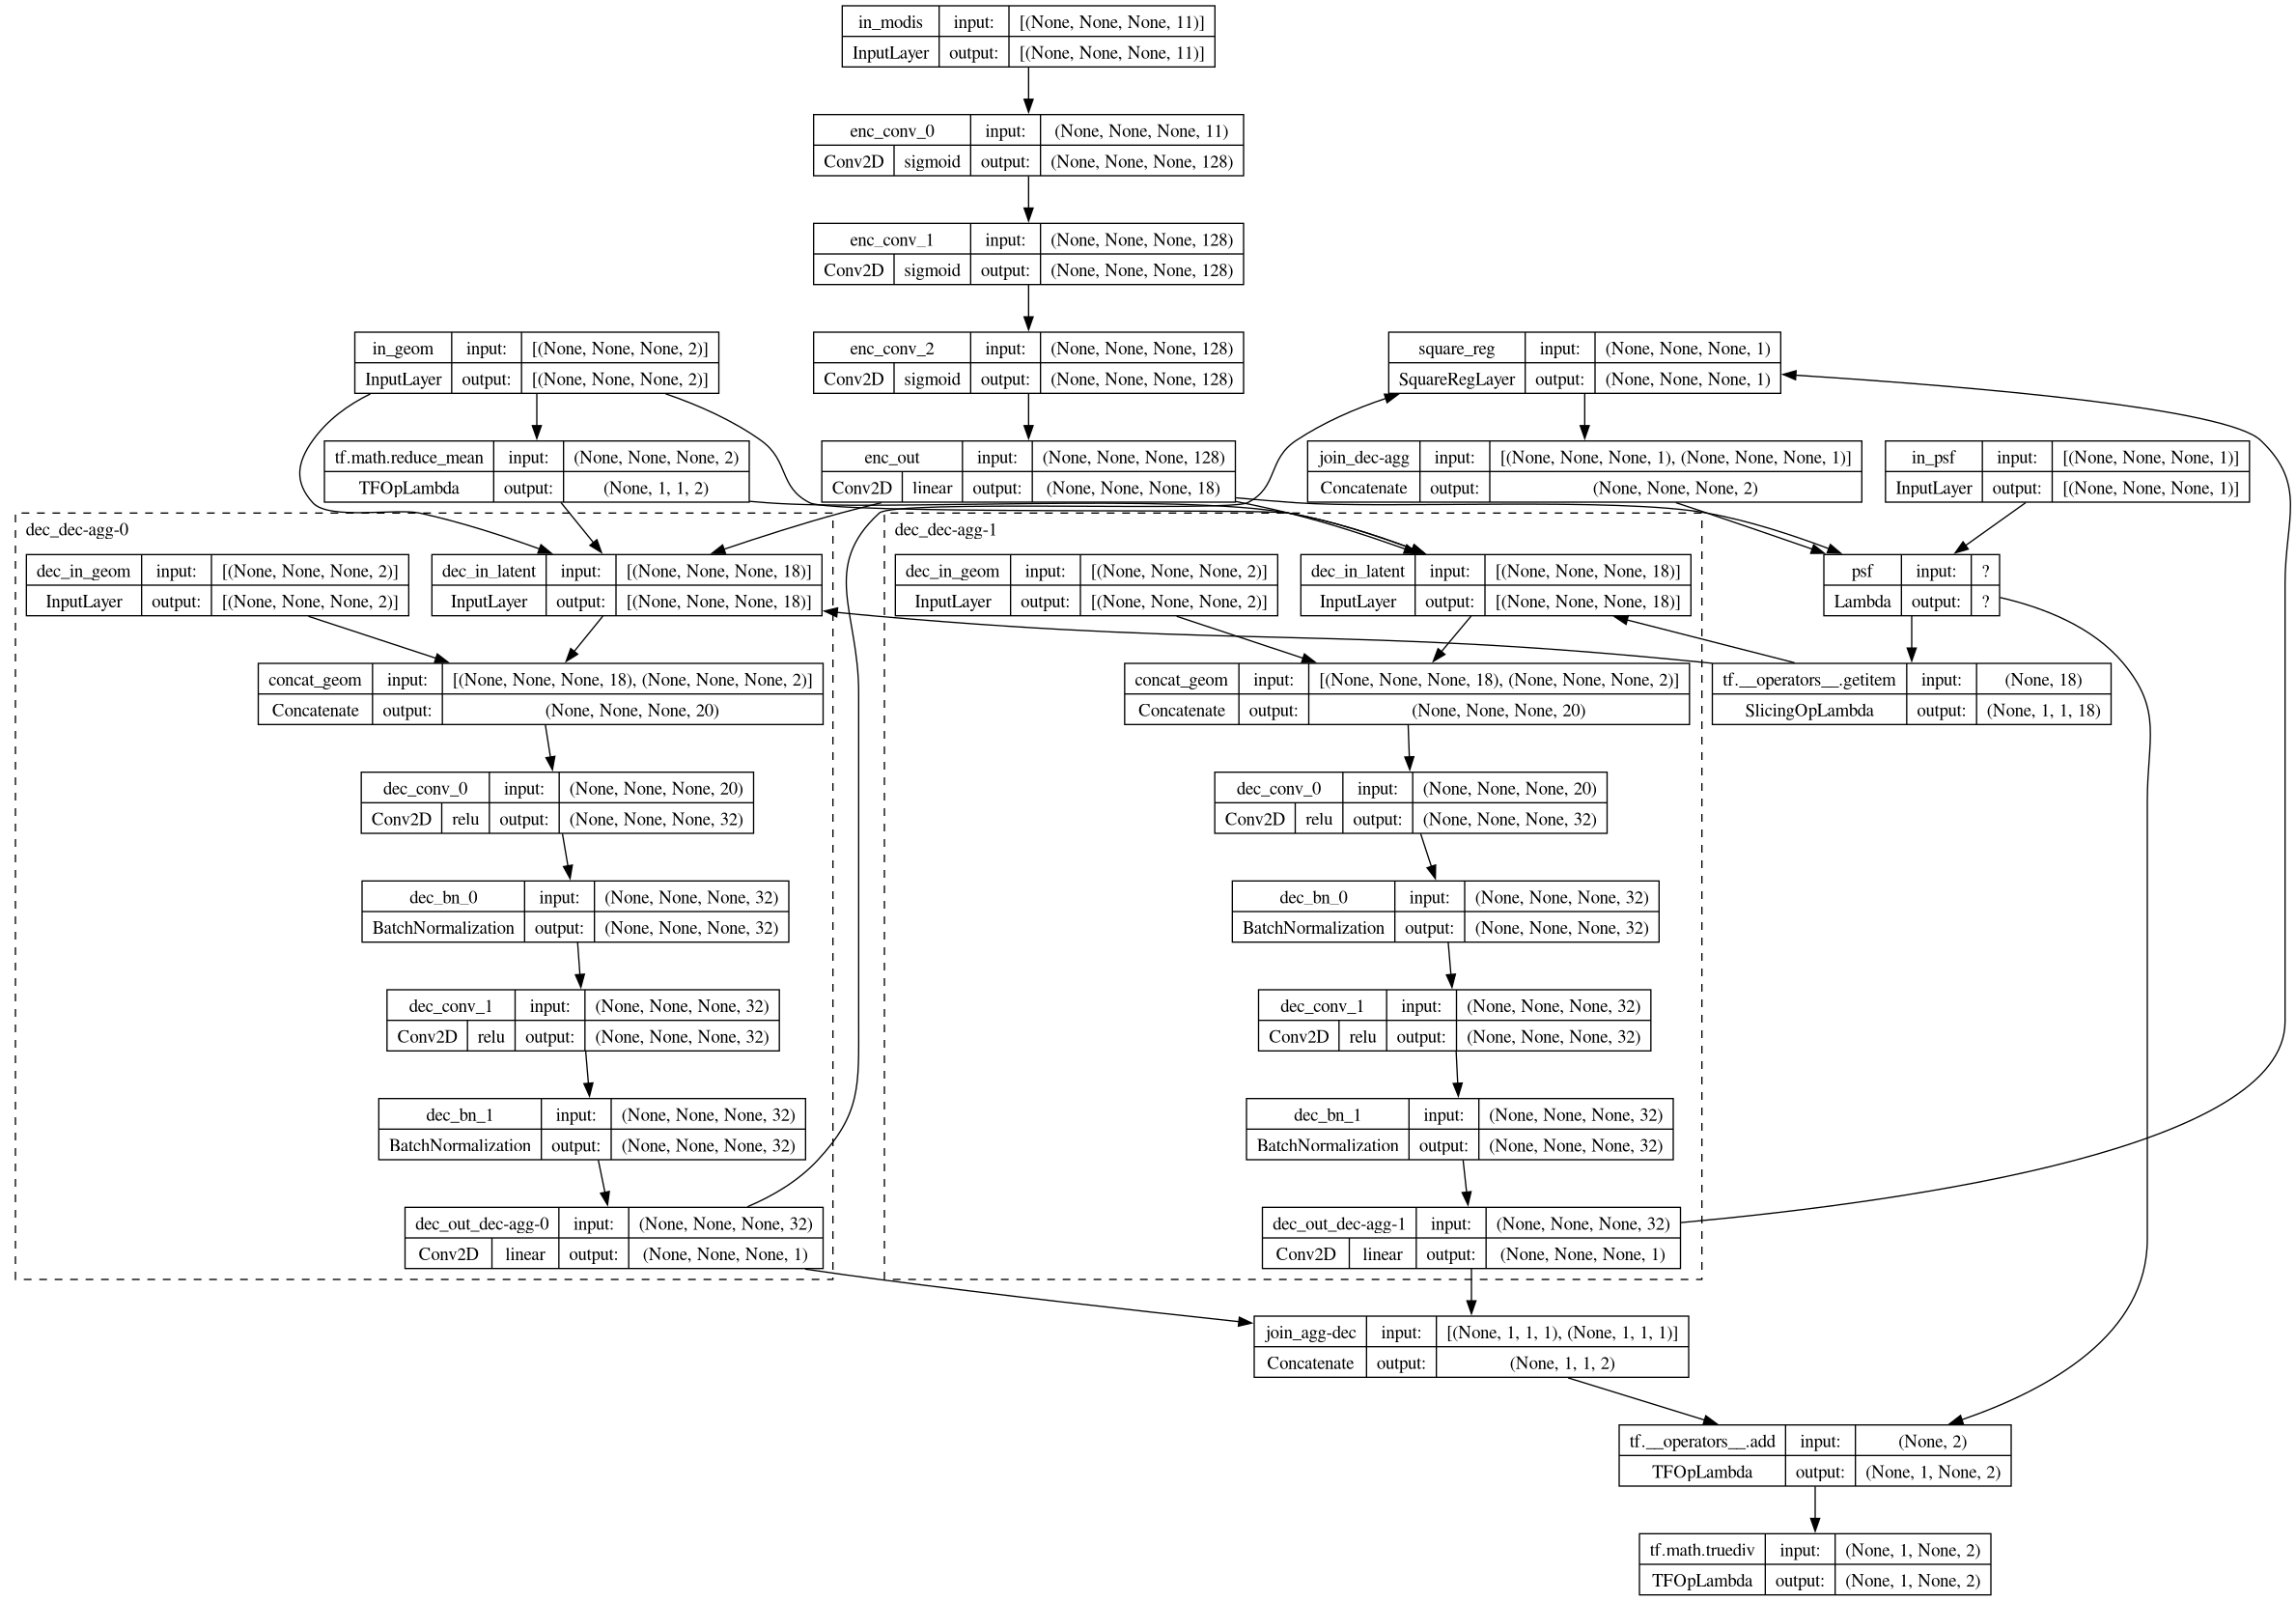 in_modis input: [(None, None, None, 11)]
InputLayer output: [(None, None, None, 11)]
enc_conv_0 input: (None, None, None, 11)
Conv2D sigmoid output: (None, None, None, 128)
enc_conv_1 input: (None, None, None, 128)
Conv2D sigmoid output: (None, None, None, 128)
in_geom input: [(None, None, None, 2)]
InputLayer output: [(None, None, None, 2)]
enc_conv_2 input: (None, None, None, 128)
Conv2D sigmoid output: (None, None, None, 128)
square_reg input: (None, None, None, 1)
SquareRegLayer output: (None, None, None, 1)
tf.math.reduce_mean input: (None, None, None, 2)
TFOpLambda output: (None, 1, 1, 2)
enc_out input: (None, None, None, 128)
Conv2D linear output: (None, None, None, 18)
join_dec-agg input: [(None, None, None, 1), (None, None, None, 1)]
Concatenate output: (None, None, None, 2)
in_psf input: [(None, None, None, 1)]
InputLayer output: [(None, None, None, 1)]
dec_dec-agg-0
dec_in_geom input: [(None, None, None, 2)]
InputLayer output: [(None, None, None, 2)]
dec_in_latent input: [(None, None, None, 18)]
InputLayer output: [(None, None, None, 18)]
concat_geom input: [(None, None, None, 18), (None, None, None, 2)]
Concatenate output: (None, None, None, 20)
dec_conv_0 input: (None, None, None, 20)
Conv2D relu output: (None, None, None, 32)
dec_bn_0 input: (None, None, None, 32)
BatchNormalization output: (None, None, None, 32)
dec_conv_1 input: (None, None, None, 32)
Conv2D relu output: (None, None, None, 32)
dec_bn_1 input: (None, None, None, 32)
BatchNormalization output: (None, None, None, 32)
dec_out_dec-agg-0 input: (None, None, None, 32)
Conv2D linear output: (None, None, None, 1)
dec_dec-agg-1
dec_in_geom input: [(None, None, None, 2)]
InputLayer output: [(None, None, None, 2)]
dec_in_latent input: [(None, None, None, 18)]
InputLayer output: [(None, None, None, 18)]
concat_geom input: [(None, None, None, 18), (None, None, None, 2)]
Concatenate output: (None, None, None, 20)
dec_conv_0 input: (None, None, None, 20)
Conv2D relu output: (None, None, None, 32)
dec_bn_0 input: (None, None, None, 32)
BatchNormalization output: (None, None, None, 32)
dec_conv_1 input: (None, None, None, 32)
Conv2D relu output: (None, None, None, 32)
dec_bn_1 input: (None, None, None, 32)
BatchNormalization output: (None, None, None, 32)
dec_out_dec-agg-1 input: (None, None, None, 32)
Conv2D linear output: (None, None, None, 1)
psf input: ?
Lambda output: ?
tf.__operators__.getitem input: (None, 18)
SlicingOpLambda output: (None, 1, 1, 18)
join_agg-dec input: [(None, 1, 1, 1), (None, 1, 1, 1)]
Concatenate output: (None, 1, 1, 2)
tf.__operators__.add input: (None, 2)
TFOpLambda output: (None, 1, None, 2)
tf.math.truediv input: (None, 1, None, 2)
TFOpLambda output: (None, 1, None, 2)